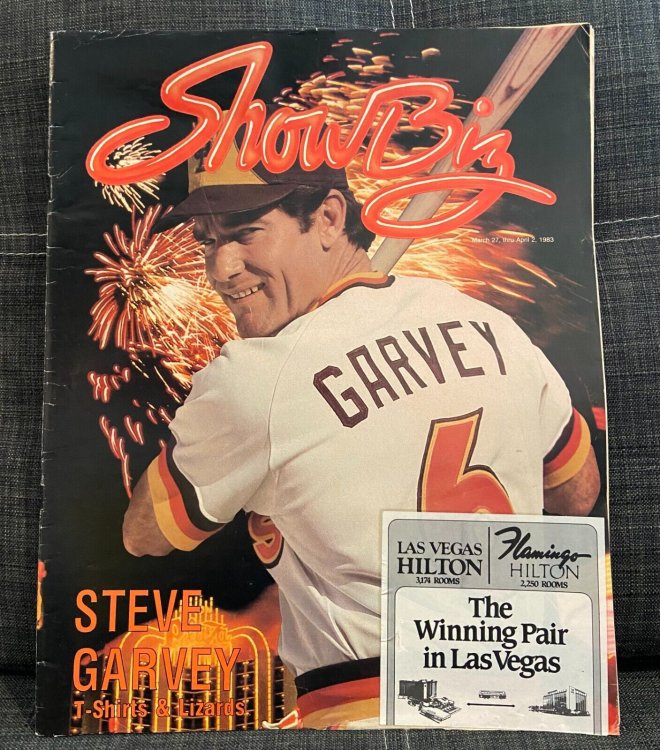 ShowBiz
March 27, thru April 2, 1983
GARVEY
6
STEVE
GARVEY
T-Shirts & Lizards
LAS VEGAS
HILTON
3,174 ROOMS
Flamingo
HILTON
2,250 ROOMS
The
Winning Pair
in Las Vegas